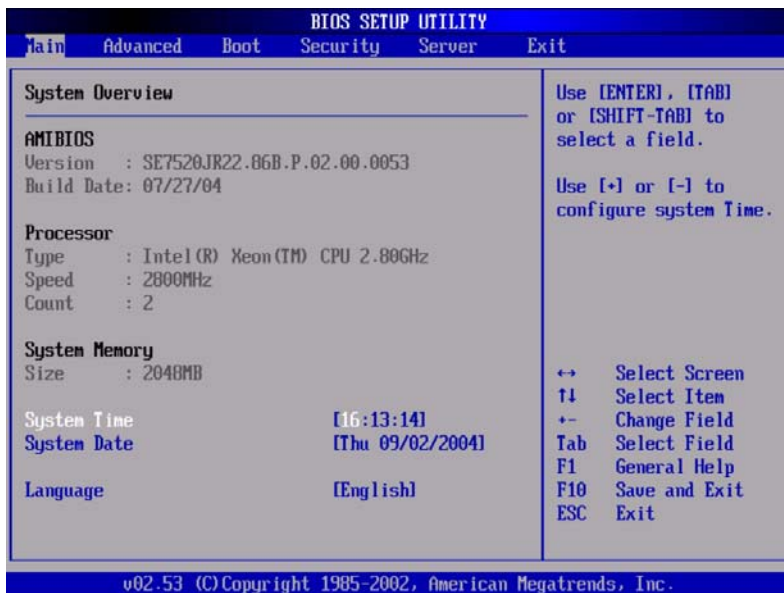 BIOS SETUP UTILITY
Main Advanced Boot Security Server Exit
System Overview
AMIBIOS
Version : SE7520JR22.86B.P.02.00.0053
Build Date: 07/27/04
Processor
Type : Intel(R) Xeon(TM) CPU 2.80GHz
Speed : 2800MHz
Count : 2
System Memory
Size : 2048MB
System Time [16:13:14]
System Date [Thu 09/02/2004]
Language [English]
Use [ENTER], [TAB]
or [SHIFT-TAB] to
select a field.
Use [+] or [-] to
configure system Time.
↔ Select Screen
↑↓ Select Item
+- Change Field
Tab Select Field
F1 General Help
F10 Save and Exit
ESC Exit
v02.53 (C)Copyright 1985-2002, American Megatrends, Inc.